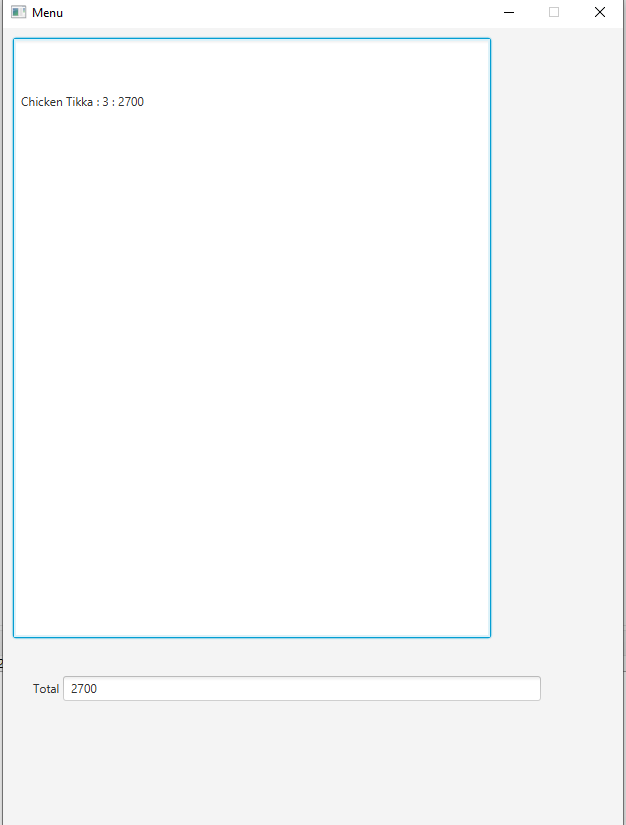 Menu
Chicken Tikka : 3 : 2700
Total 2700